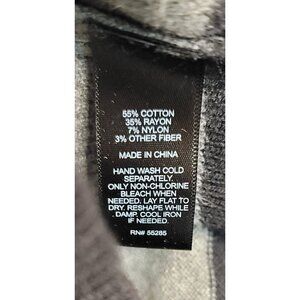 55% COTTON
35% RAYON
7% NYLON
3% OTHER FIBER
MADE IN CHINA
HAND WASH COLD
SEPARATELY.
ONLY NON-CHLORINE
BLEACH WHEN
NEEDED. LAY FLAT TO
DRY. RESHAPE WHILE
DAMP. COOL IRON
IF NEEDED.
RN# 55285